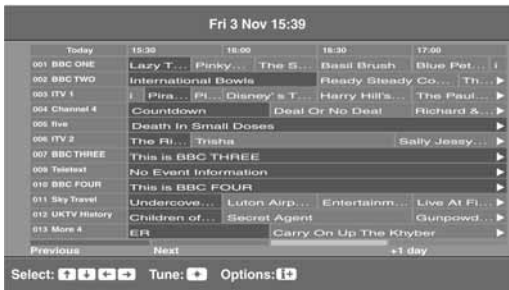 Fri 3 Nov 15:39
Today 15:30 16:00 16:30 17:00
001 BBC ONE Lazy T... Pinky... The S... Basil Brush Blue Pet... i
002 BBC TWO International Bowls Ready Steady Co... Th...
003 ITV 1 i Pira... Pl... Disney's T... Harry Hill's... The Paul...
004 Channel 4 Countdown Deal Or No Deal Richard &...
005 five Death In Small Doses
006 ITV 2 The Ri... Trisha Sally Jessy...
007 BBC THREE This is BBC THREE
009 Teletext No Event Information
010 BBC FOUR This is BBC FOUR
011 Sky Travel Undercove... Luton Airp... Entertainm... Live At Fi...
012 UKTV History Children of... Secret Agent Gunpowd...
013 More 4 ER Carry On Up The Khyber
Previous Next +1 day
Select: Tune: Options: i+